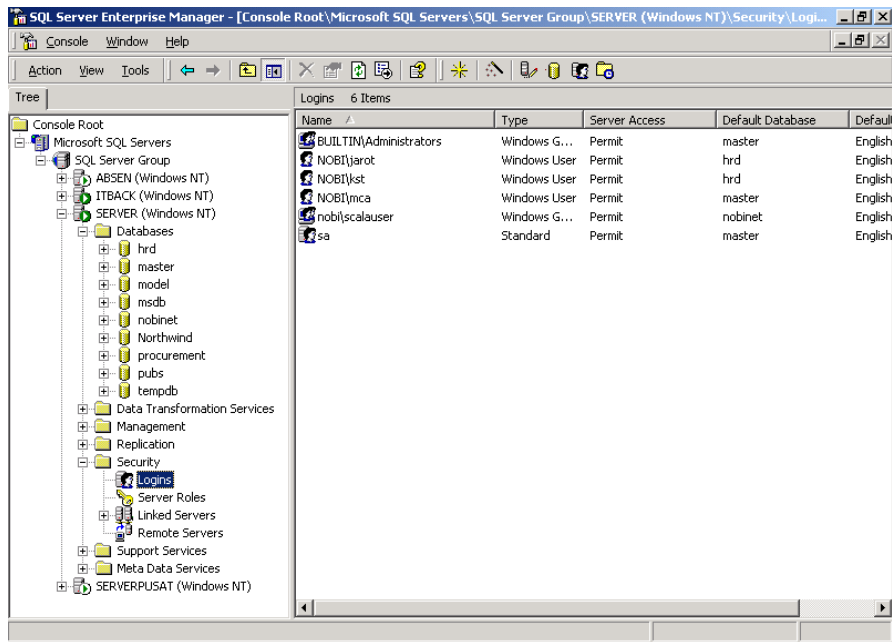 SQL Server Enterprise Manager - [Console Root\Microsoft SQL Servers\SQL Server Group\SERVER (Windows NT)\Security\Logi...
Console Window Help
Action View Tools
Tree
Logins 6 Items
Console Root
Microsoft SQL Servers
SQL Server Group
ABSEN (Windows NT)
ITBACK (Windows NT)
SERVER (Windows NT)
Databases
hrd
master
model
msdb
nobinet
Northwind
procurement
pubs
tempdb
Data Transformation Services
Management
Replication
Security
Logins
Server Roles
Linked Servers
Remote Servers
Support Services
Meta Data Services
SERVERPUSAT (Windows NT)
Name Type Server Access Default Database Defaul
BUILTIN\Administrators Windows G... Permit master English
NOBI\jarot Windows User Permit hrd English
NOBI\kst Windows User Permit hrd English
NOBI\mca Windows User Permit master English
nobi\scalauser Windows G... Permit nobinet English
sa Standard Permit master English